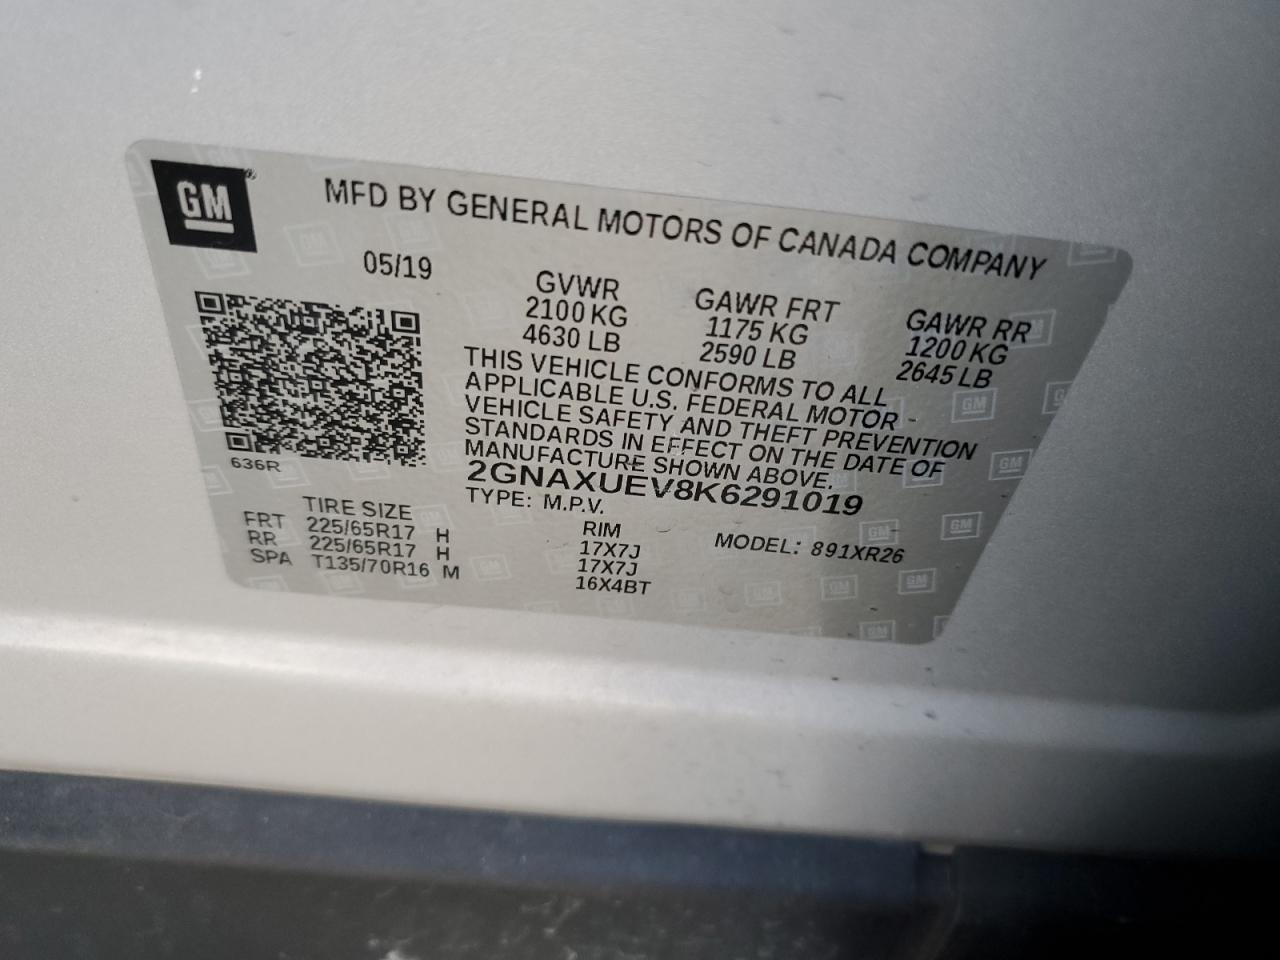 GM
MFD BY GENERAL MOTORS OF CANADA COMPANY
05/19
GVWR
2100 KG
4630 LB
GAWR FRT
1175 KG
2590 LB
GAWR RR
1200 KG
2645 LB
THIS VEHICLE CONFORMS TO ALL
APPLICABLE U.S. FEDERAL MOTOR -
VEHICLE SAFETY AND THEFT PREVENTION
STANDARDS IN EFFECT ON THE DATE OF
MANUFACTURE SHOWN ABOVE.
636R
2GNAXUEV8K6291019
TYPE: M.P.V.
MODEL: 891XR26
TIRE SIZE
RIM
FRT 225/65R17 H 17X7J
RR 225/65R17 H 17X7J
SPA T135/70R16 M 16X4BT